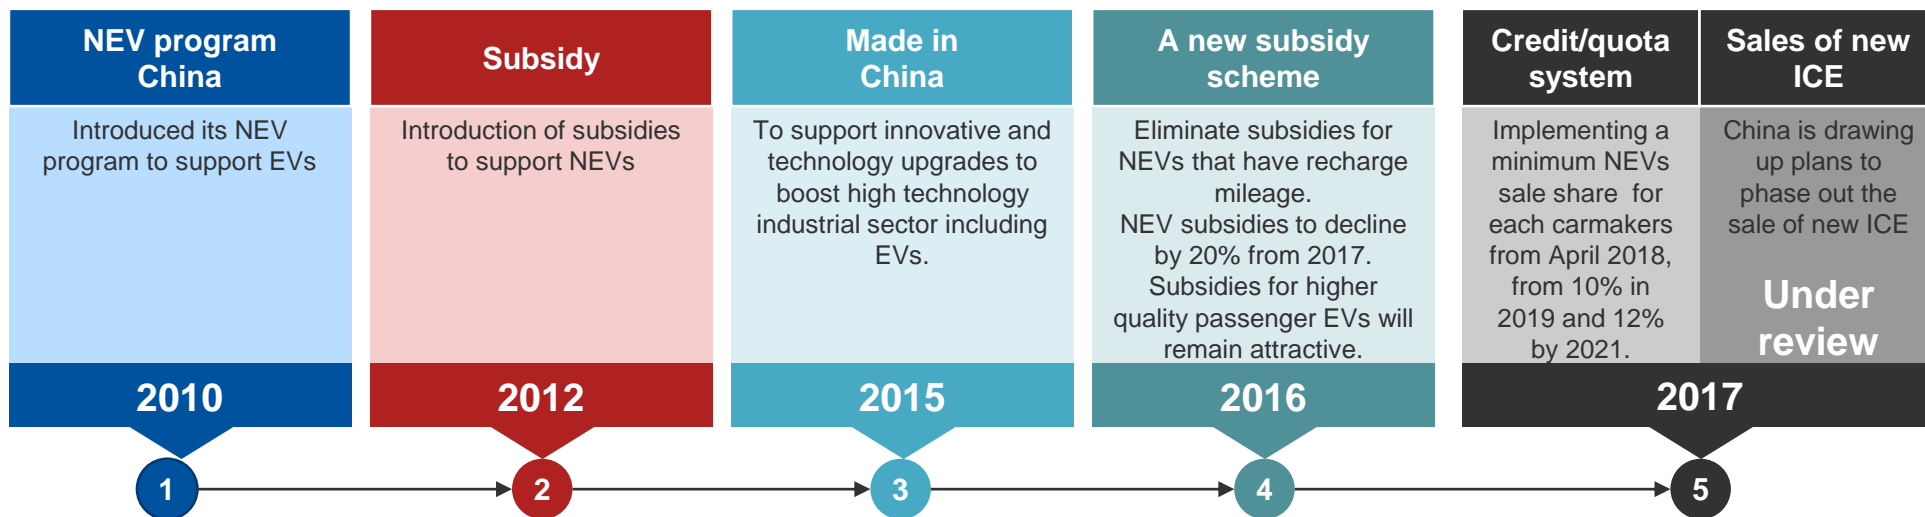 NEV program
China
Introduced its NEV
program to support EVs
2010
1
Subsidy
Introduction of subsidies
to support NEVs
2012
2
Made in
China
To support innovative and
technology upgrades to
boost high technology
industrial sector including
EVs.
2015
3
A new subsidy
scheme
Eliminate subsidies for
NEVs that have recharge
mileage.
NEV subsidies to decline
by 20% from 2017.
Subsidies for higher
quality passenger EVs will
remain attractive.
2016
4
Credit/quota
system
Implementing a
minimum NEVs
sale share for
each carmakers
from April 2018,
from 10% in
2019 and 12%
by 2021.
Sales of new
ICE
China is drawing
up plans to
phase out the
sale of new ICE
Under
review
2017
5